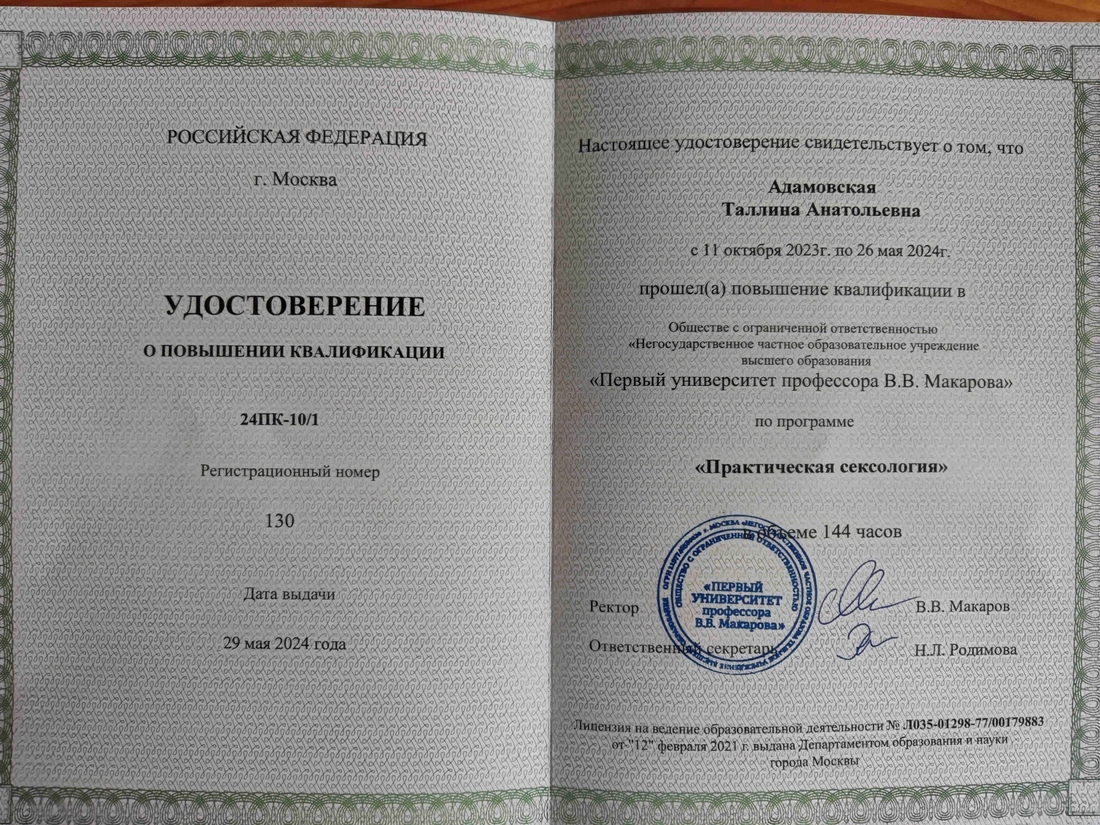 РОССИЙСКАЯ ФЕДЕРАЦИЯ
г. Москва
УДОСТОВЕРЕНИЕ
О ПОВЫШЕНИИ КВАЛИФИКАЦИИ
24ПК-10/1
Регистрационный номер
130
Дата выдачи
29 мая 2024 года
Настоящее удостоверение свидетельствует о том, что
Адамовская
Таллина Анатольевна
с 11 октября 2023г. по 26 мая 2024г.
прошел(а) повышение квалификации в
Обществе с ограниченной ответственностью
«Негосударственное частное образовательное учреждение
высшего образования
«Первый университет профессора В.В. Макарова»
по программе
«Практическая сексология»
в объеме 144 часов
Ректор
В.В. Макаров
Ответственный секретарь
Н.Л. Родимова
ОБЩЕСТВО С ОГРАНИЧЕННОЙ ОТВЕТСТВЕННОСТЬЮ
«ПЕРВЫЙ
УНИВЕРСИТЕТ
профессора
В.В. Макарова»
Лицензия на ведение образовательной деятельности № Л035-01298-77/00179883
от "12" февраля 2021 г. выдана Департаментом образования и науки
города Москвы